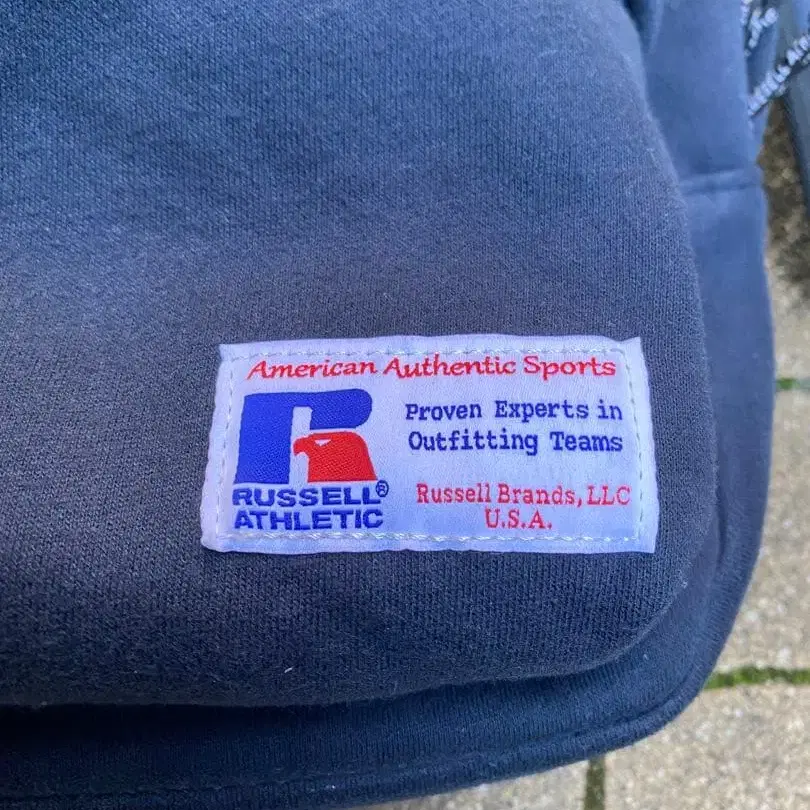 American Authentic Sports
Proven Experts in
Outfitting Teams
RUSSELL®
ATHLETIC
Russell Brands, LLC
U.S.A.